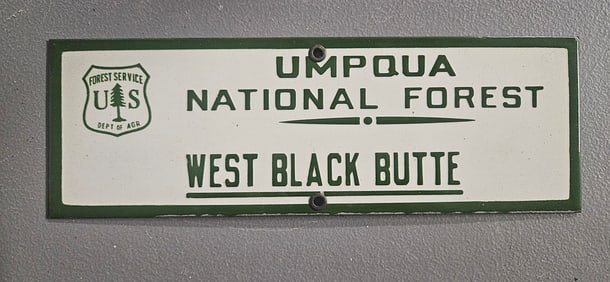 FOREST SERVICE
U S
DEPT OF AGR
UMPQUA
NATIONAL FOREST
WEST BLACK BUTTE